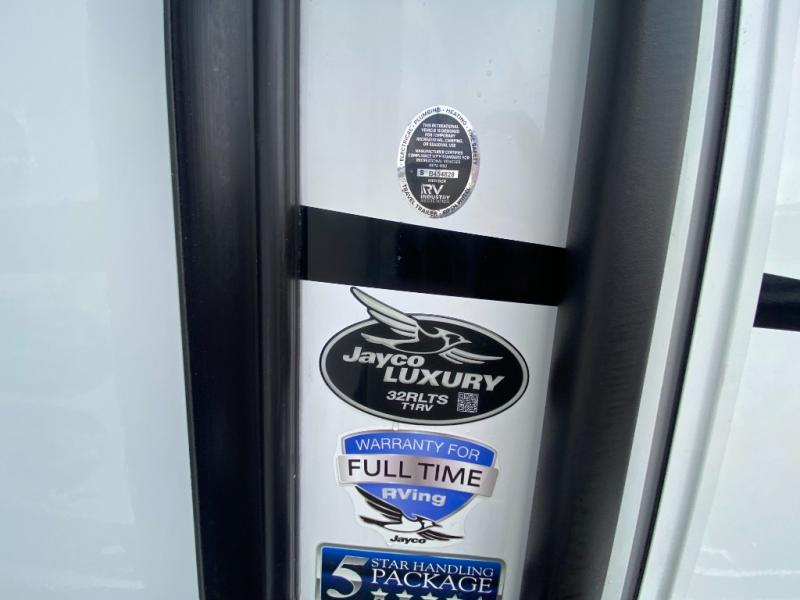 ELECTRICAL - PLUMBING - HEATING - FIRE SAFETY
THIS RECREATIONAL
VEHICLE IS DESIGNED
FOR TEMPORARY
RECREATIONAL, CAMPING,
OR SEASONAL USE
MANUFACTURER CERTIFIES
COMPLIANCE WITH STANDARD FOR
RECREATIONAL VEHICLES
D454828
MEMBER
RV
INDUSTRY
ASSOCIATION
TRAVEL TRAILER
Jayco
LUXURY
32RLTS
T1RV
WARRANTY FOR
FULL TIME
RVing
Jayco
5 STAR HANDLING
PACKAGE